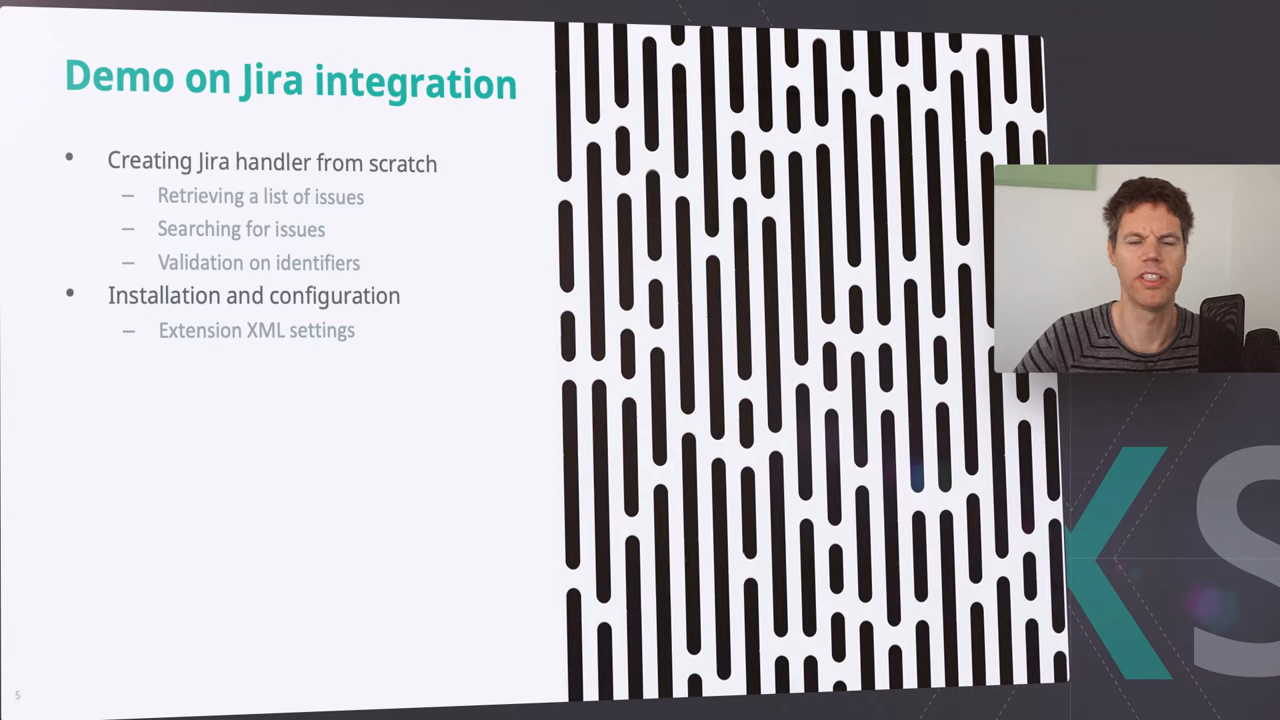 Demo on Jira integration
• Creating Jira handler from scratch
– Retrieving a list of issues
– Searching for issues
– Validation on identifiers
• Installation and configuration
– Extension XML settings
5
KS